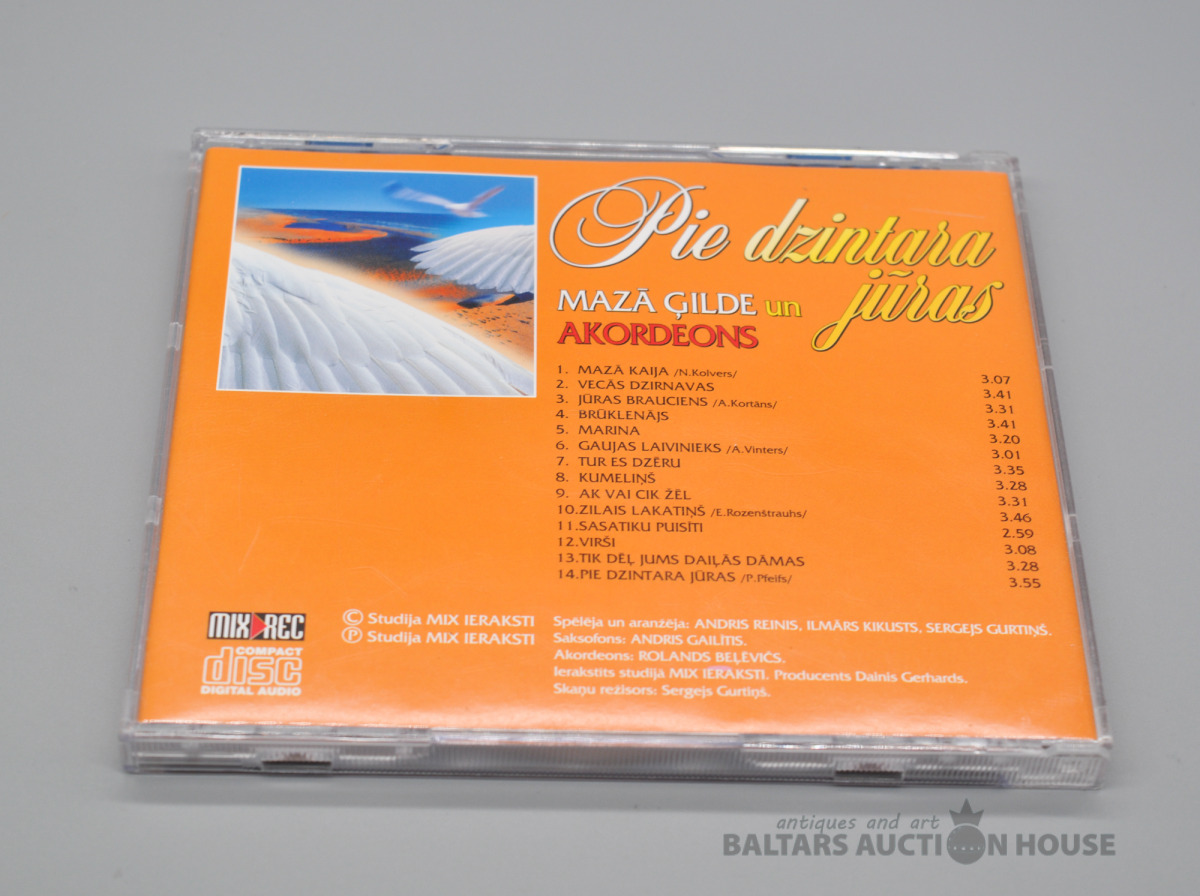 Pie dzintara
jūras
MAZĀ ĢILDE un
AKORDEONS
1. MAZĀ KAIJA /N.Kolvers/ 3.07
2. VECĀS DZIRNAVAS 3.41
3. JŪRAS BRAUCIENS /A.Kortāns/ 3.31
4. BRŪKLENĀJS 3.41
5. MARINA 3.20
6. GAUJAS LAIVINIEKS /A.Vinters/ 3.01
7. TUR ES DZĒRU 3.35
8. KUMELIŅŠ 3.28
9. AK VAI CIK ŽĒL 3.31
10.ZILAIS LAKATIŅŠ /E.Rozenštrauhs/ 3.46
11.SASATIKU PUISĪTI 2.59
12.VIRŠI 3.08
13.TIK DĒĻ JUMS DAIĻĀS DĀMAS 3.28
14.PIE DZINTARA JŪRAS /P.Pfeifs/ 3.55
MIX REC
COMPACT
disc
DIGITAL AUDIO
© Studija MIX IERAKSTI
℗ Studija MIX IERAKSTI
Spēlēja un aranžēja: ANDRIS REINIS, ILMĀRS KIKUSTS, SERGEJS GURTIŅŠ.
Saksofons: ANDRIS GAILĪTIS.
Akordeons: ROLANDS BEĻĒVIČS.
Ierakstīts studijā MIX IERAKSTI. Producents Dainis Gerhards.
Skaņu režisors: Sergejs Gurtiņš.
antiques and art
BALTARS AUCTION HOUSE